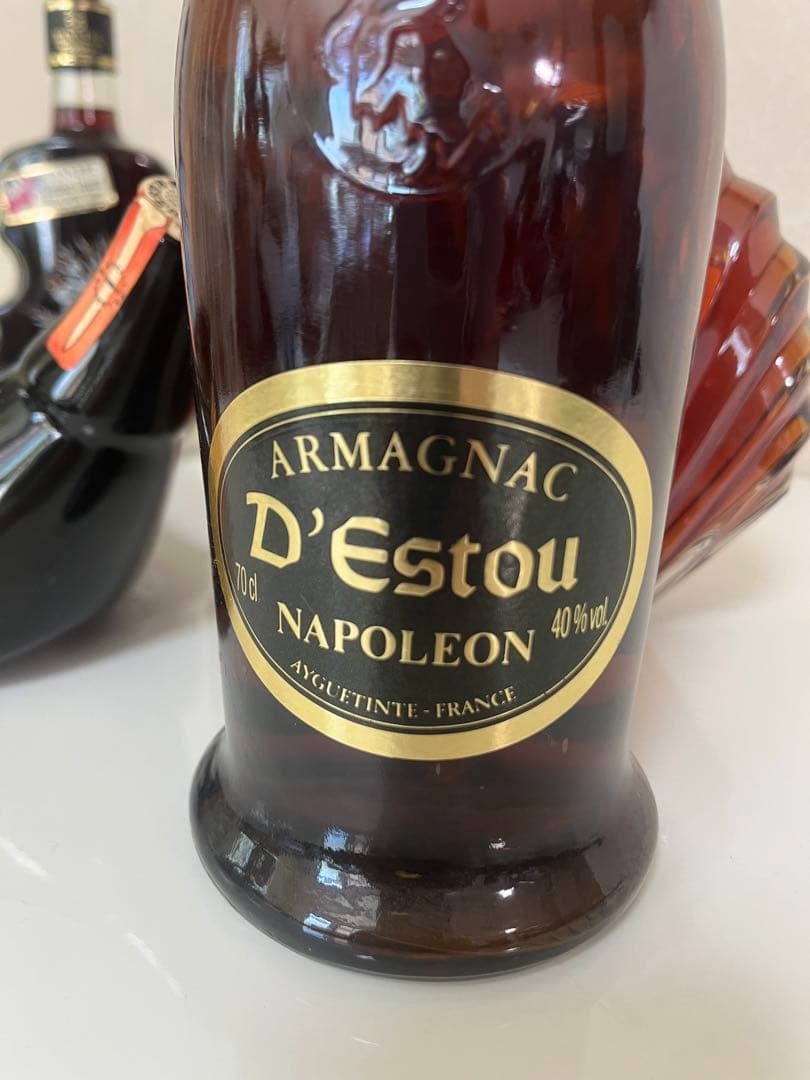 ARMAGNAC
D'Estou
70 cl
40 % vol.
NAPOLEON
AYGUETINTE - FRANCE